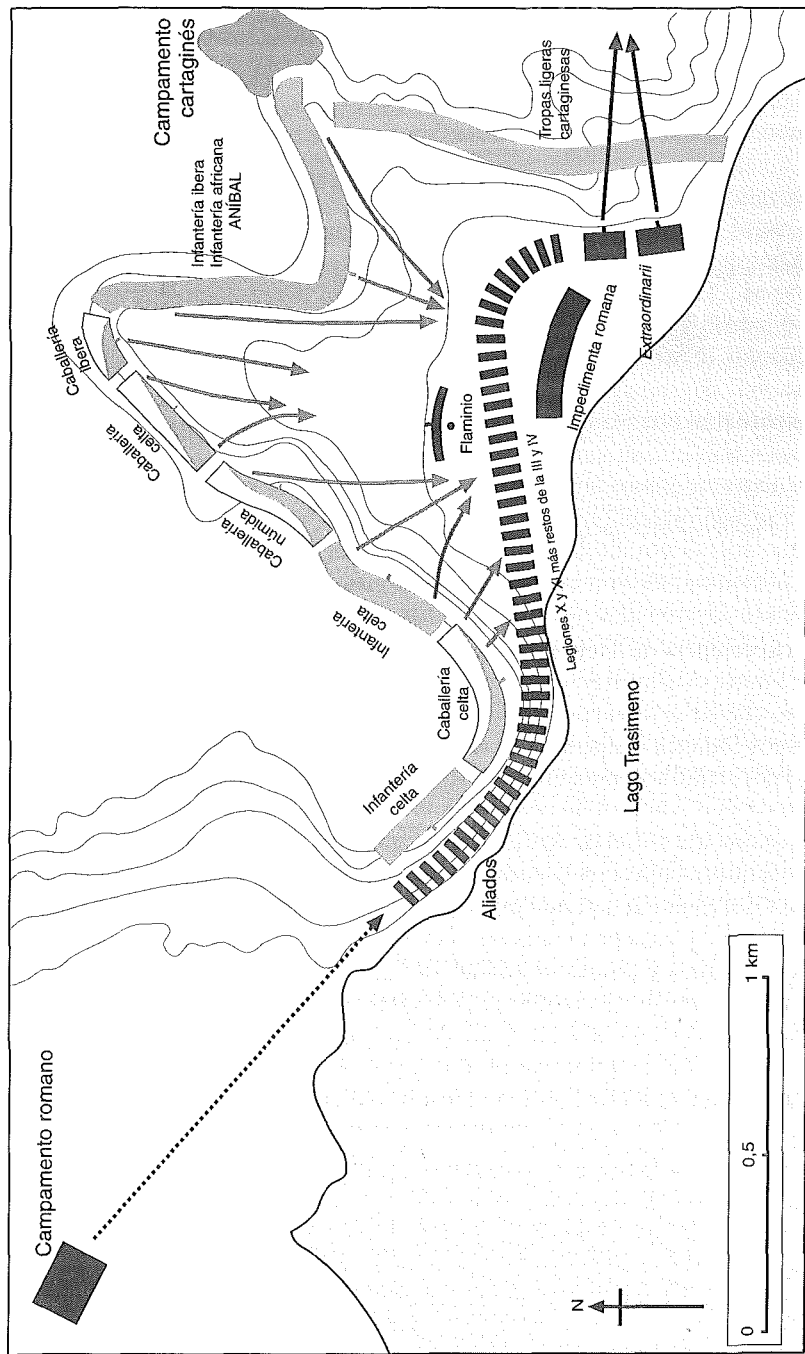 Campamento romano
Campamento
cartaginés
Infantería ibera
Infantería africana
ANÍBAL
Caballería
ibera
Caballería
celta
Caballería
númida
Infantería
celta
Caballería
celta
Infantería
celta
Tropas ligeras
cartaginesas
Flaminio
Extraordinarii
Impedimenta romana
Legiones X y XI más restos de la III y IV
Aliados
Lago Trasimeno
N
0
0,5
1 km